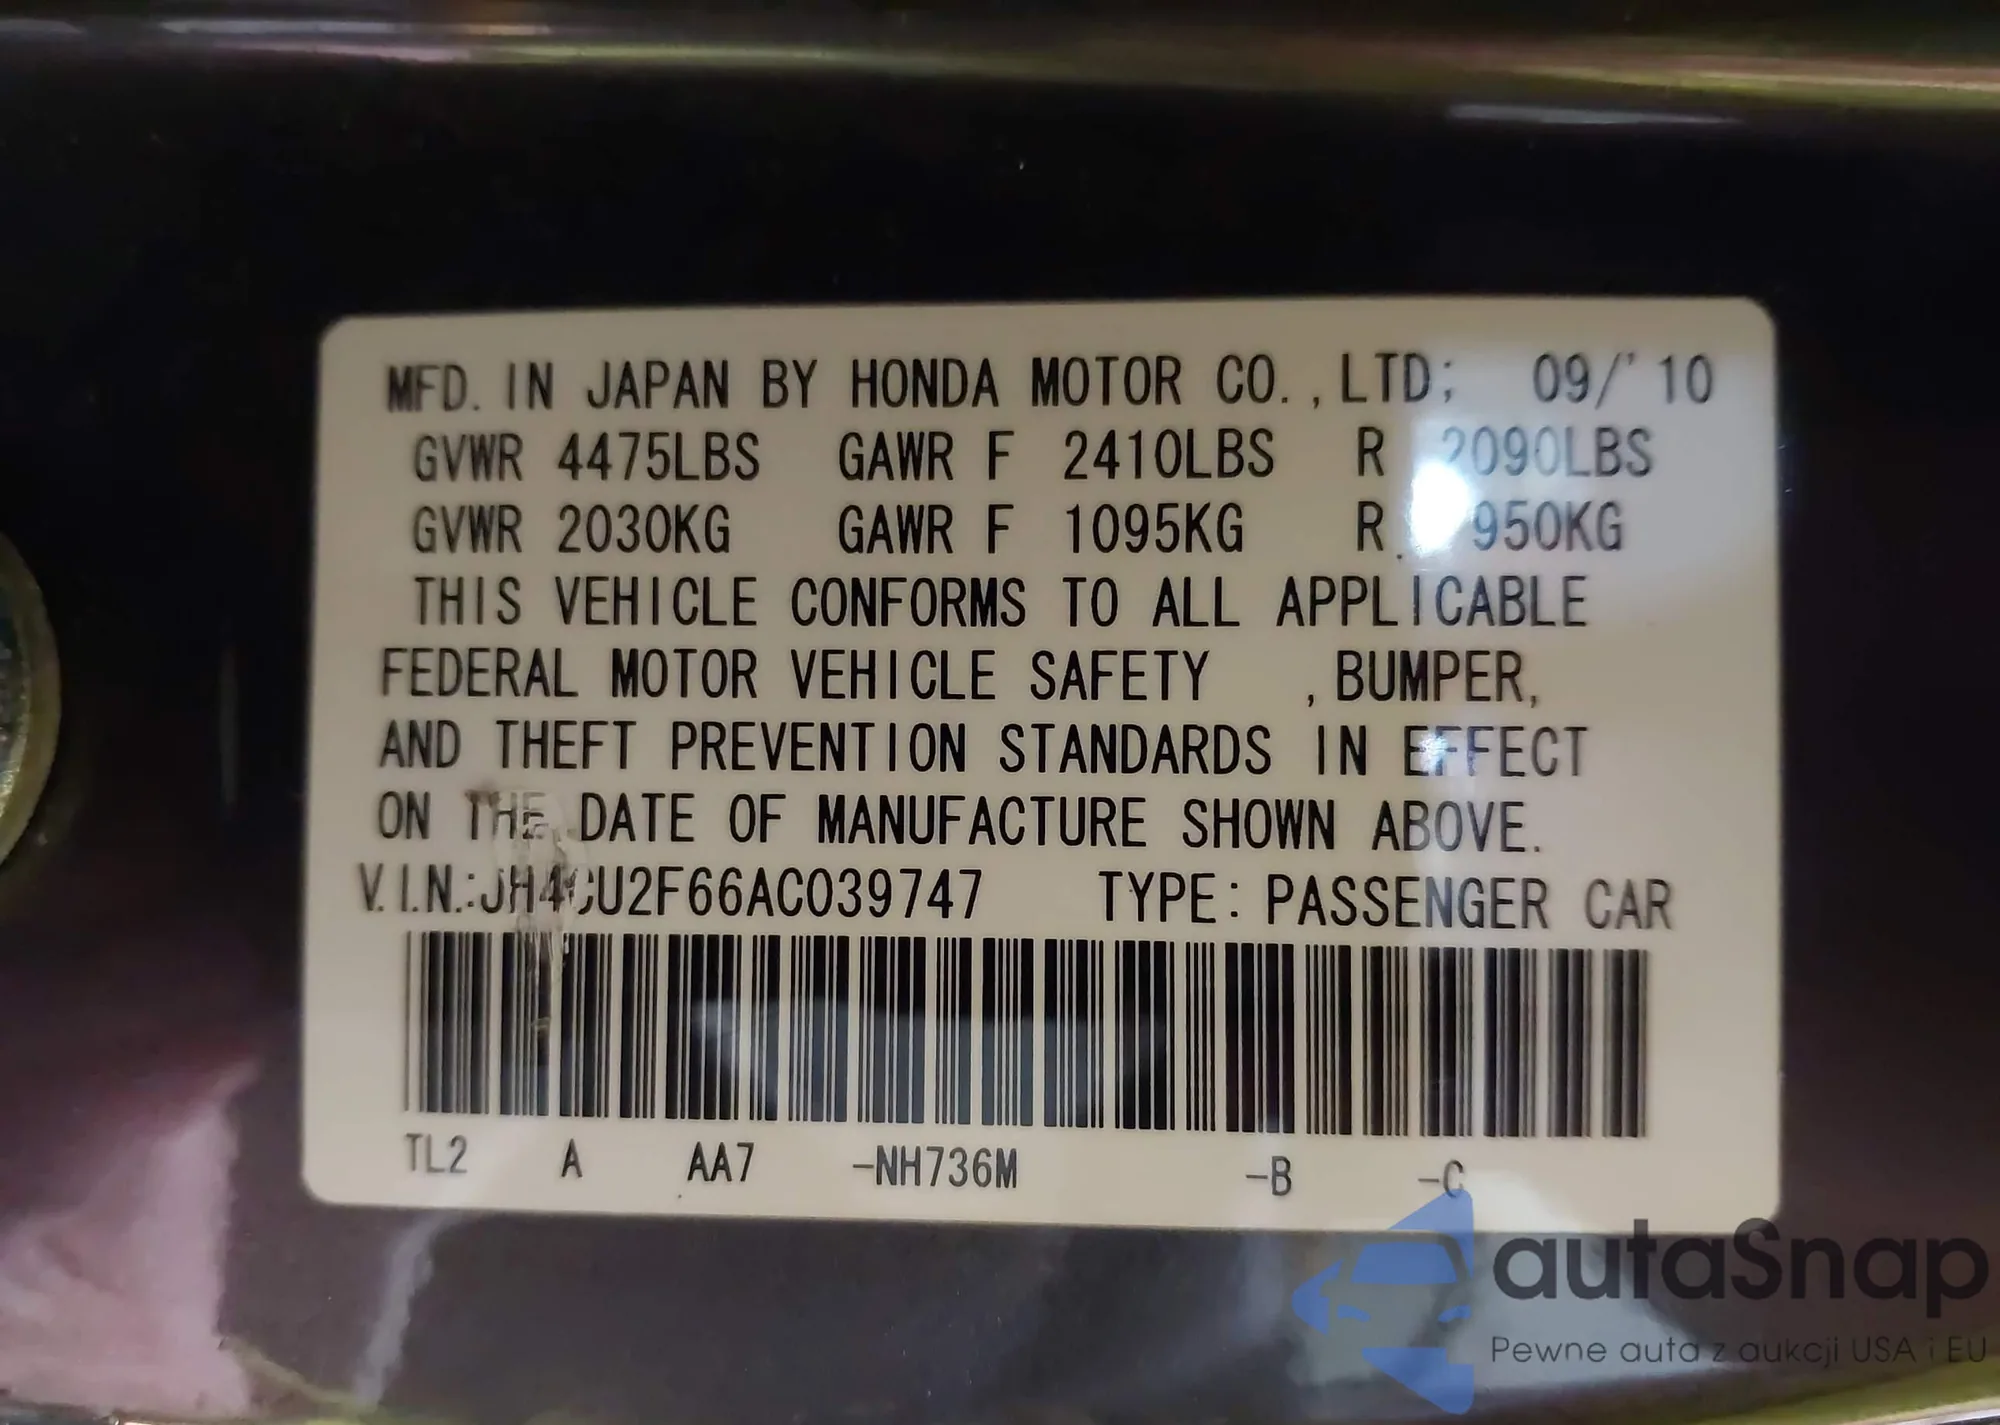 MFD. IN JAPAN BY HONDA MOTOR CO.,LTD; 09/'10
GVWR 4475LBS GAWR F 2410LBS R 2090LBS
GVWR 2030KG GAWR F 1095KG R 950KG
THIS VEHICLE CONFORMS TO ALL APPLICABLE
FEDERAL MOTOR VEHICLE SAFETY , BUMPER,
AND THEFT PREVENTION STANDARDS IN EFFECT
ON THE DATE OF MANUFACTURE SHOWN ABOVE.
V.I.N.:JH4CU2F66AC039747 TYPE: PASSENGER CAR
TL2 A AA7 -NH736M -B -C
autaSnap
Pewne auta z aukcji USA i EU